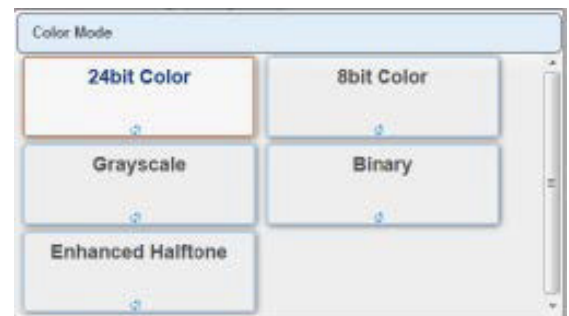 Color Mode
24bit Color
8bit Color
Grayscale
Binary
Enhanced Halftone